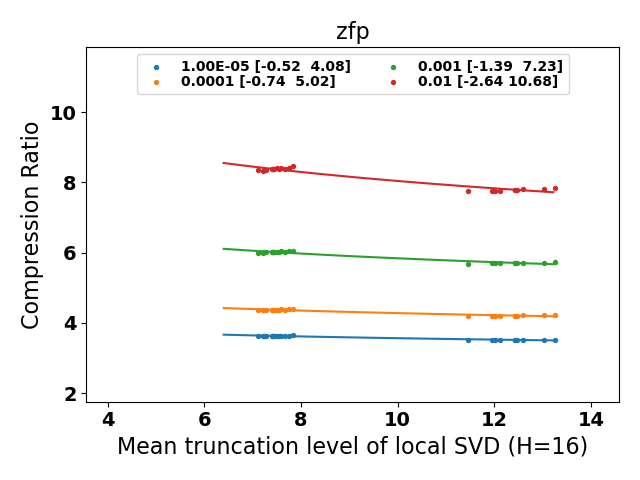 zfp
1.00E-05 [-0.52  4.08]
0.0001 [-0.74  5.02]
0.001 [-1.39  7.23]
0.01 [-2.64 10.68]
Compression Ratio
10
8
6
4
2
4 6 8 10 12 14
Mean truncation level of local SVD (H=16)